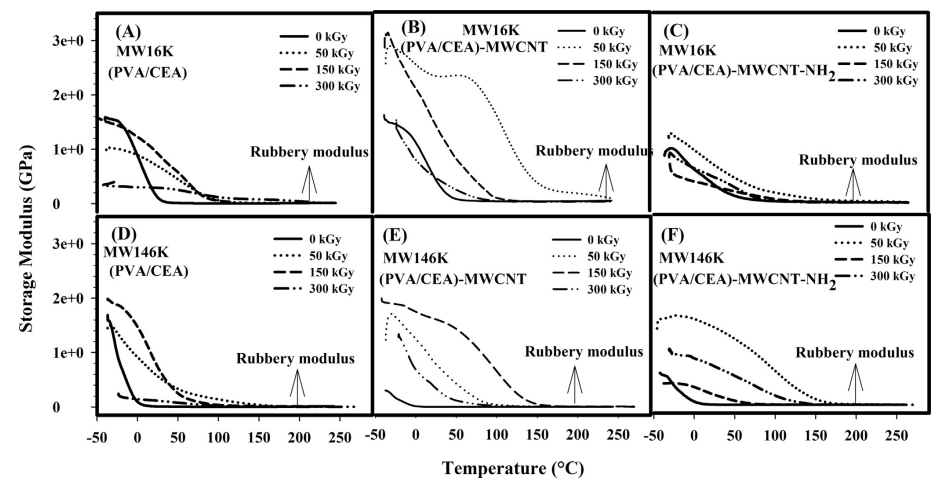 (A)
MW16K
(PVA/CEA)
0 kGy
50 kGy
150 kGy
300 kGy
Rubbery modulus
(B)
MW16K
(PVA/CEA)-MWCNT
0 kGy
50 kGy
150 kGy
300 kGy
Rubbery modulus
(C)
MW16K
(PVA/CEA)-MWCNT-NH2
0 kGy
50 kGy
150 kGy
300 kGy
Rubbery modulus
3e+0
2e+0
1e+0
0
(D)
MW146K
(PVA/CEA)
0 kGy
50 kGy
150 kGy
300 kGy
Rubbery modulus
(E)
MW146K
(PVA/CEA)-MWCNT
0 kGy
50 kGy
150 kGy
300 kGy
Rubbery modulus
(F)
MW146K
(PVA/CEA)-MWCNT-NH2
0 kGy
50 kGy
150 kGy
300 kGy
Rubbery modulus
3e+0
2e+0
1e+0
0
-50 0 50 100 150 200 250
-50 0 50 100 150 200 250
-50 0 50 100 150 200 250
Storage Modulus (GPa)
Temperature (°C)